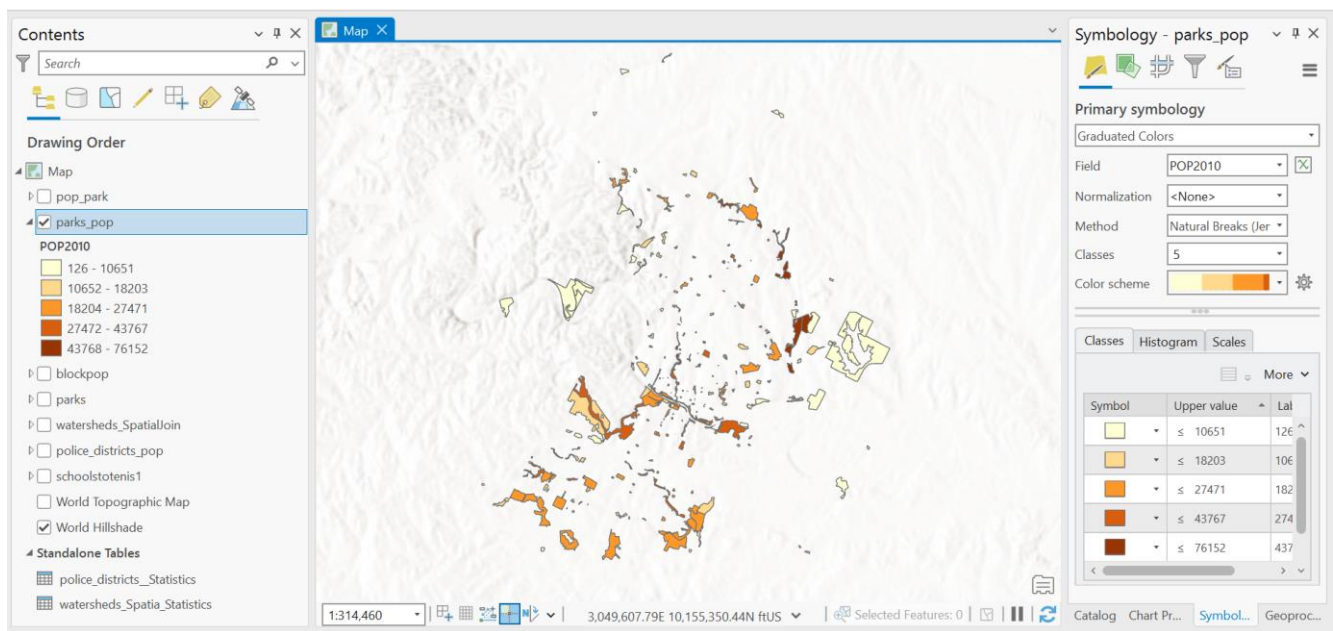 Contents
Search
Drawing Order
Map
pop_park
parks_pop
POP2010
126 - 10651
10652 - 18203
18204 - 27471
27472 - 43767
43768 - 76152
blockpop
parks
watersheds_SpatialJoin
police_districts_pop
schoolstotenis1
World Topographic Map
World Hillshade
Standalone Tables
police_districts__Statistics
watersheds_Spatia_Statistics
Map
1:314,460
3,049,607.79E 10,155,350.44N ftUS
Selected Features: 0
Symbology - parks_pop
Primary symbology
Graduated Colors
Field POP2010
Normalization <None>
Method Natural Breaks (Jer
Classes 5
Color scheme
Classes Histogram Scales
More
Symbol Upper value Lab
≤ 10651 126
≤ 18203 106
≤ 27471 182
≤ 43767 274
≤ 76152 437
Catalog Chart Pr... Symbol... Geoproc...